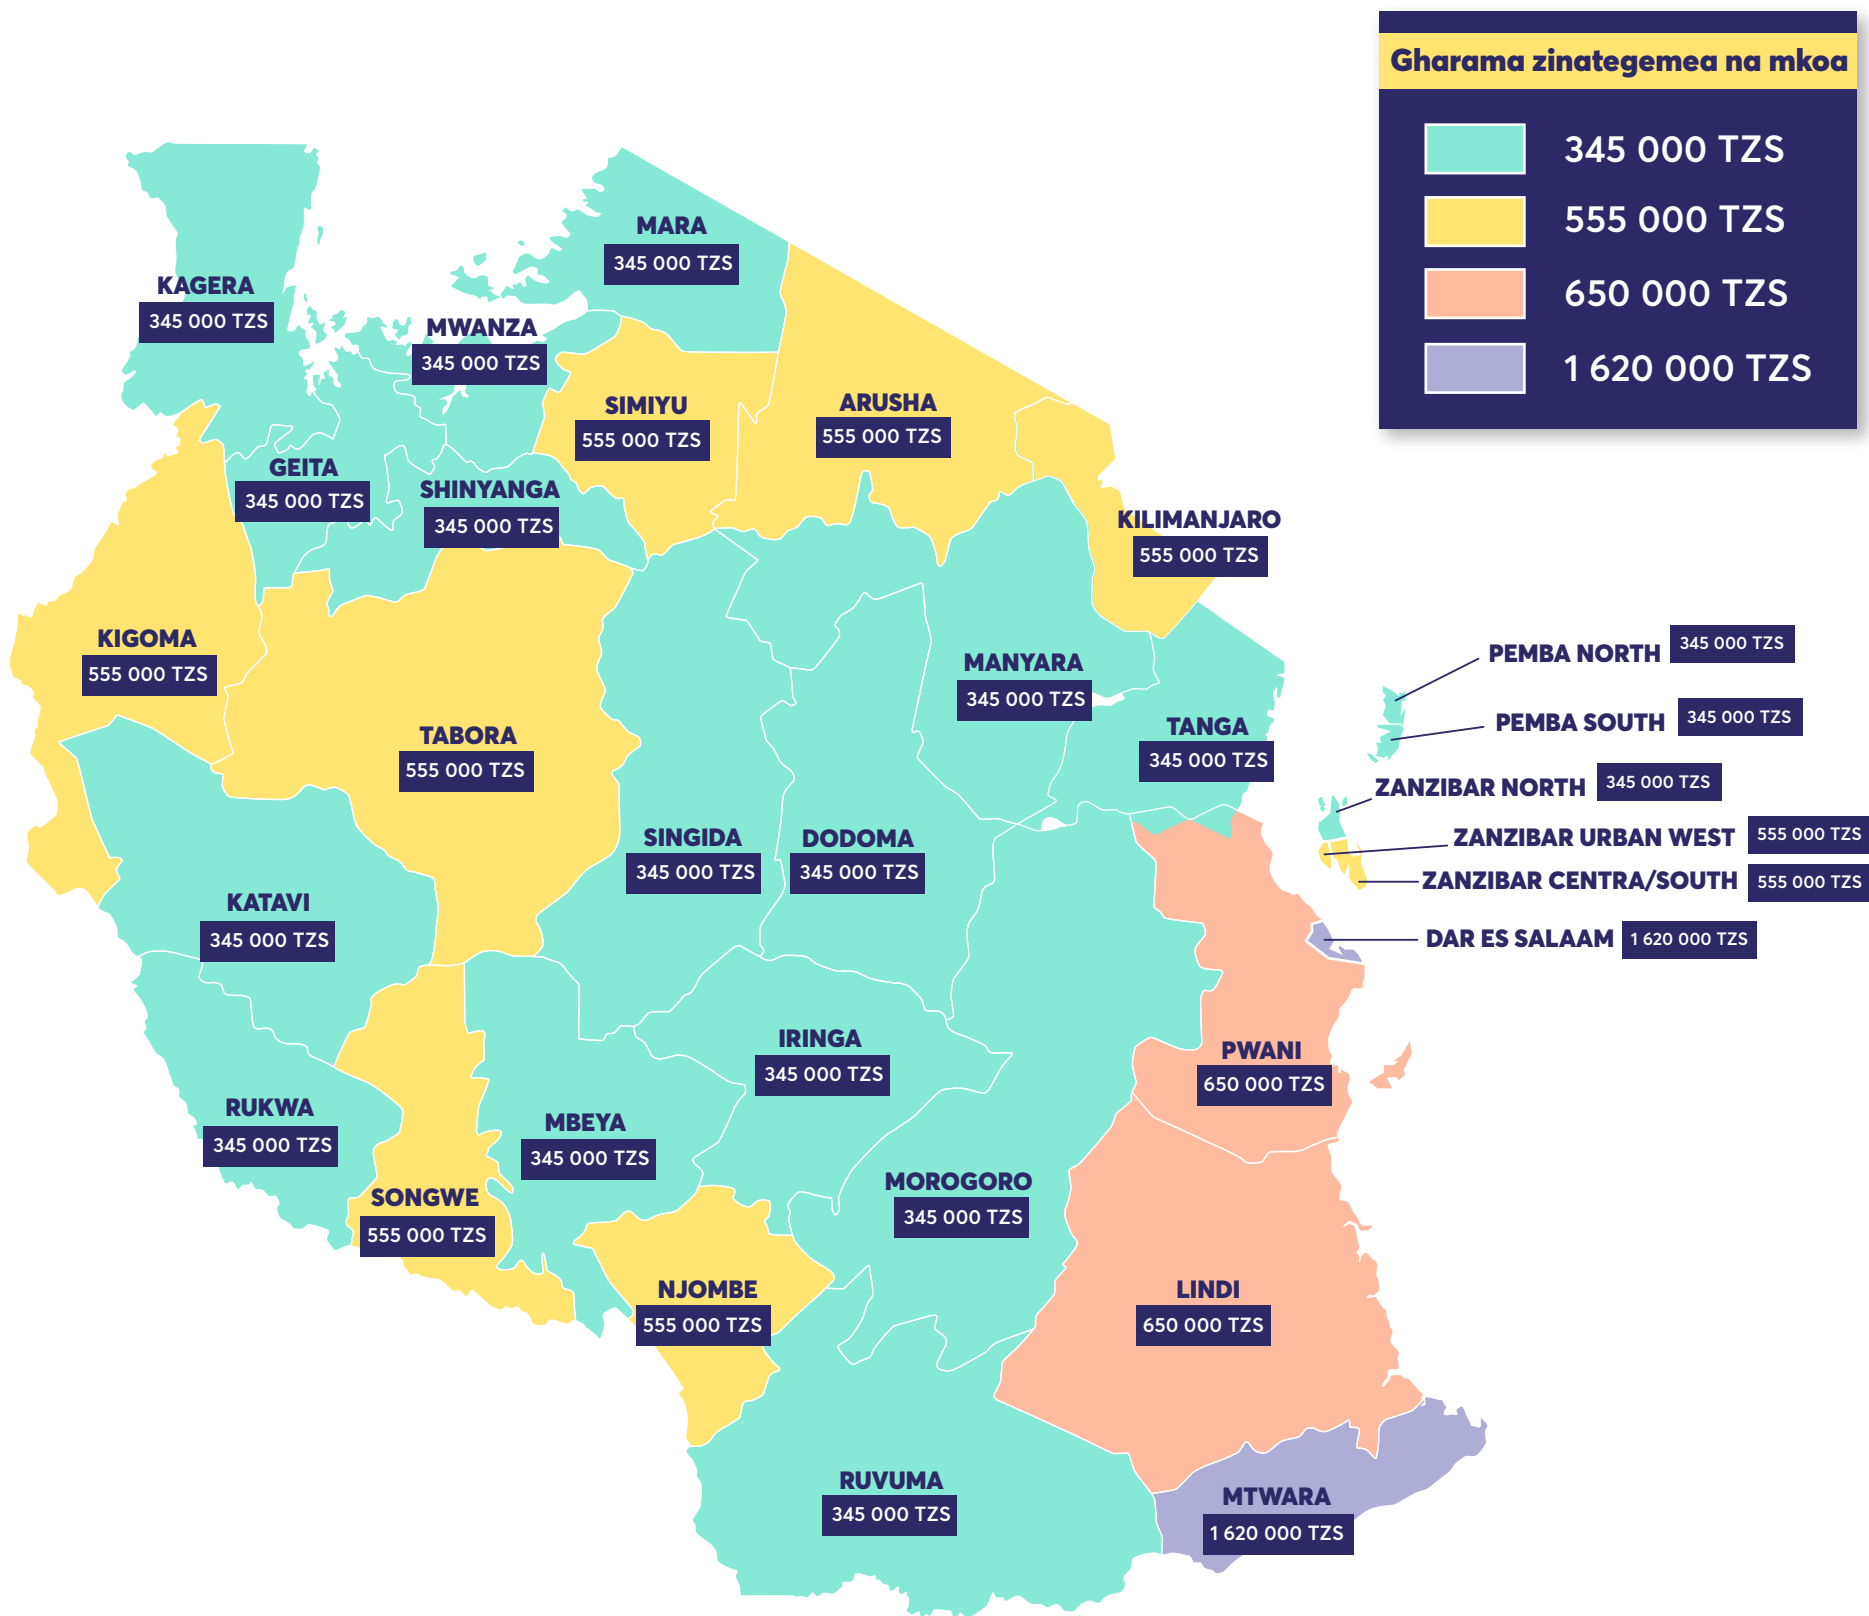 Gharama zinategemea na mkoa
345 000 TZS
555 000 TZS
650 000 TZS
1 620 000 TZS
MARA
345 000 TZS
KAGERA
345 000 TZS
MWANZA
345 000 TZS
SIMIYU
555 000 TZS
ARUSHA
555 000 TZS
GEITA
345 000 TZS
SHINYANGA
345 000 TZS
KILIMANJARO
555 000 TZS
KIGOMA
555 000 TZS
MANYARA
345 000 TZS
PEMBA NORTH 345 000 TZS
PEMBA SOUTH 345 000 TZS
TABORA
555 000 TZS
TANGA
345 000 TZS
ZANZIBAR NORTH 345 000 TZS
ZANZIBAR URBAN WEST 555 000 TZS
ZANZIBAR CENTRA/SOUTH 555 000 TZS
SINGIDA
345 000 TZS
DODOMA
345 000 TZS
KATAVI
345 000 TZS
DAR ES SALAAM 1 620 000 TZS
IRINGA
345 000 TZS
PWANI
650 000 TZS
RUKWA
345 000 TZS
MBEYA
345 000 TZS
MOROGORO
345 000 TZS
SONGWE
555 000 TZS
NJOMBE
555 000 TZS
LINDI
650 000 TZS
RUVUMA
345 000 TZS
MTWARA
1 620 000 TZS